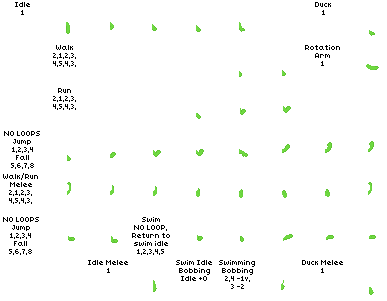 Idle
1
Duck
1
Walk
2,1,2,3,
4,5,4,3,
Rotation
Arm
1
Run
2,1,2,3,
4,5,4,3,
NO LOOPS
Jump
1,2,3,4
Fall
5,6,7,8
Walk/Run
Melee
2,1,2,3,
4,5,4,3,
NO LOOPS
Jump
1,2,3,4
Fall
5,6,7,8
Swim
NO LOOP,
Return to
swim idle
1,2,3,4,5
Idle Melee
1
Swim Idle
Bobbing
Idle +0
Swimming
Bobbing
2,4 -1v,
3 -2
Duck Melee
1